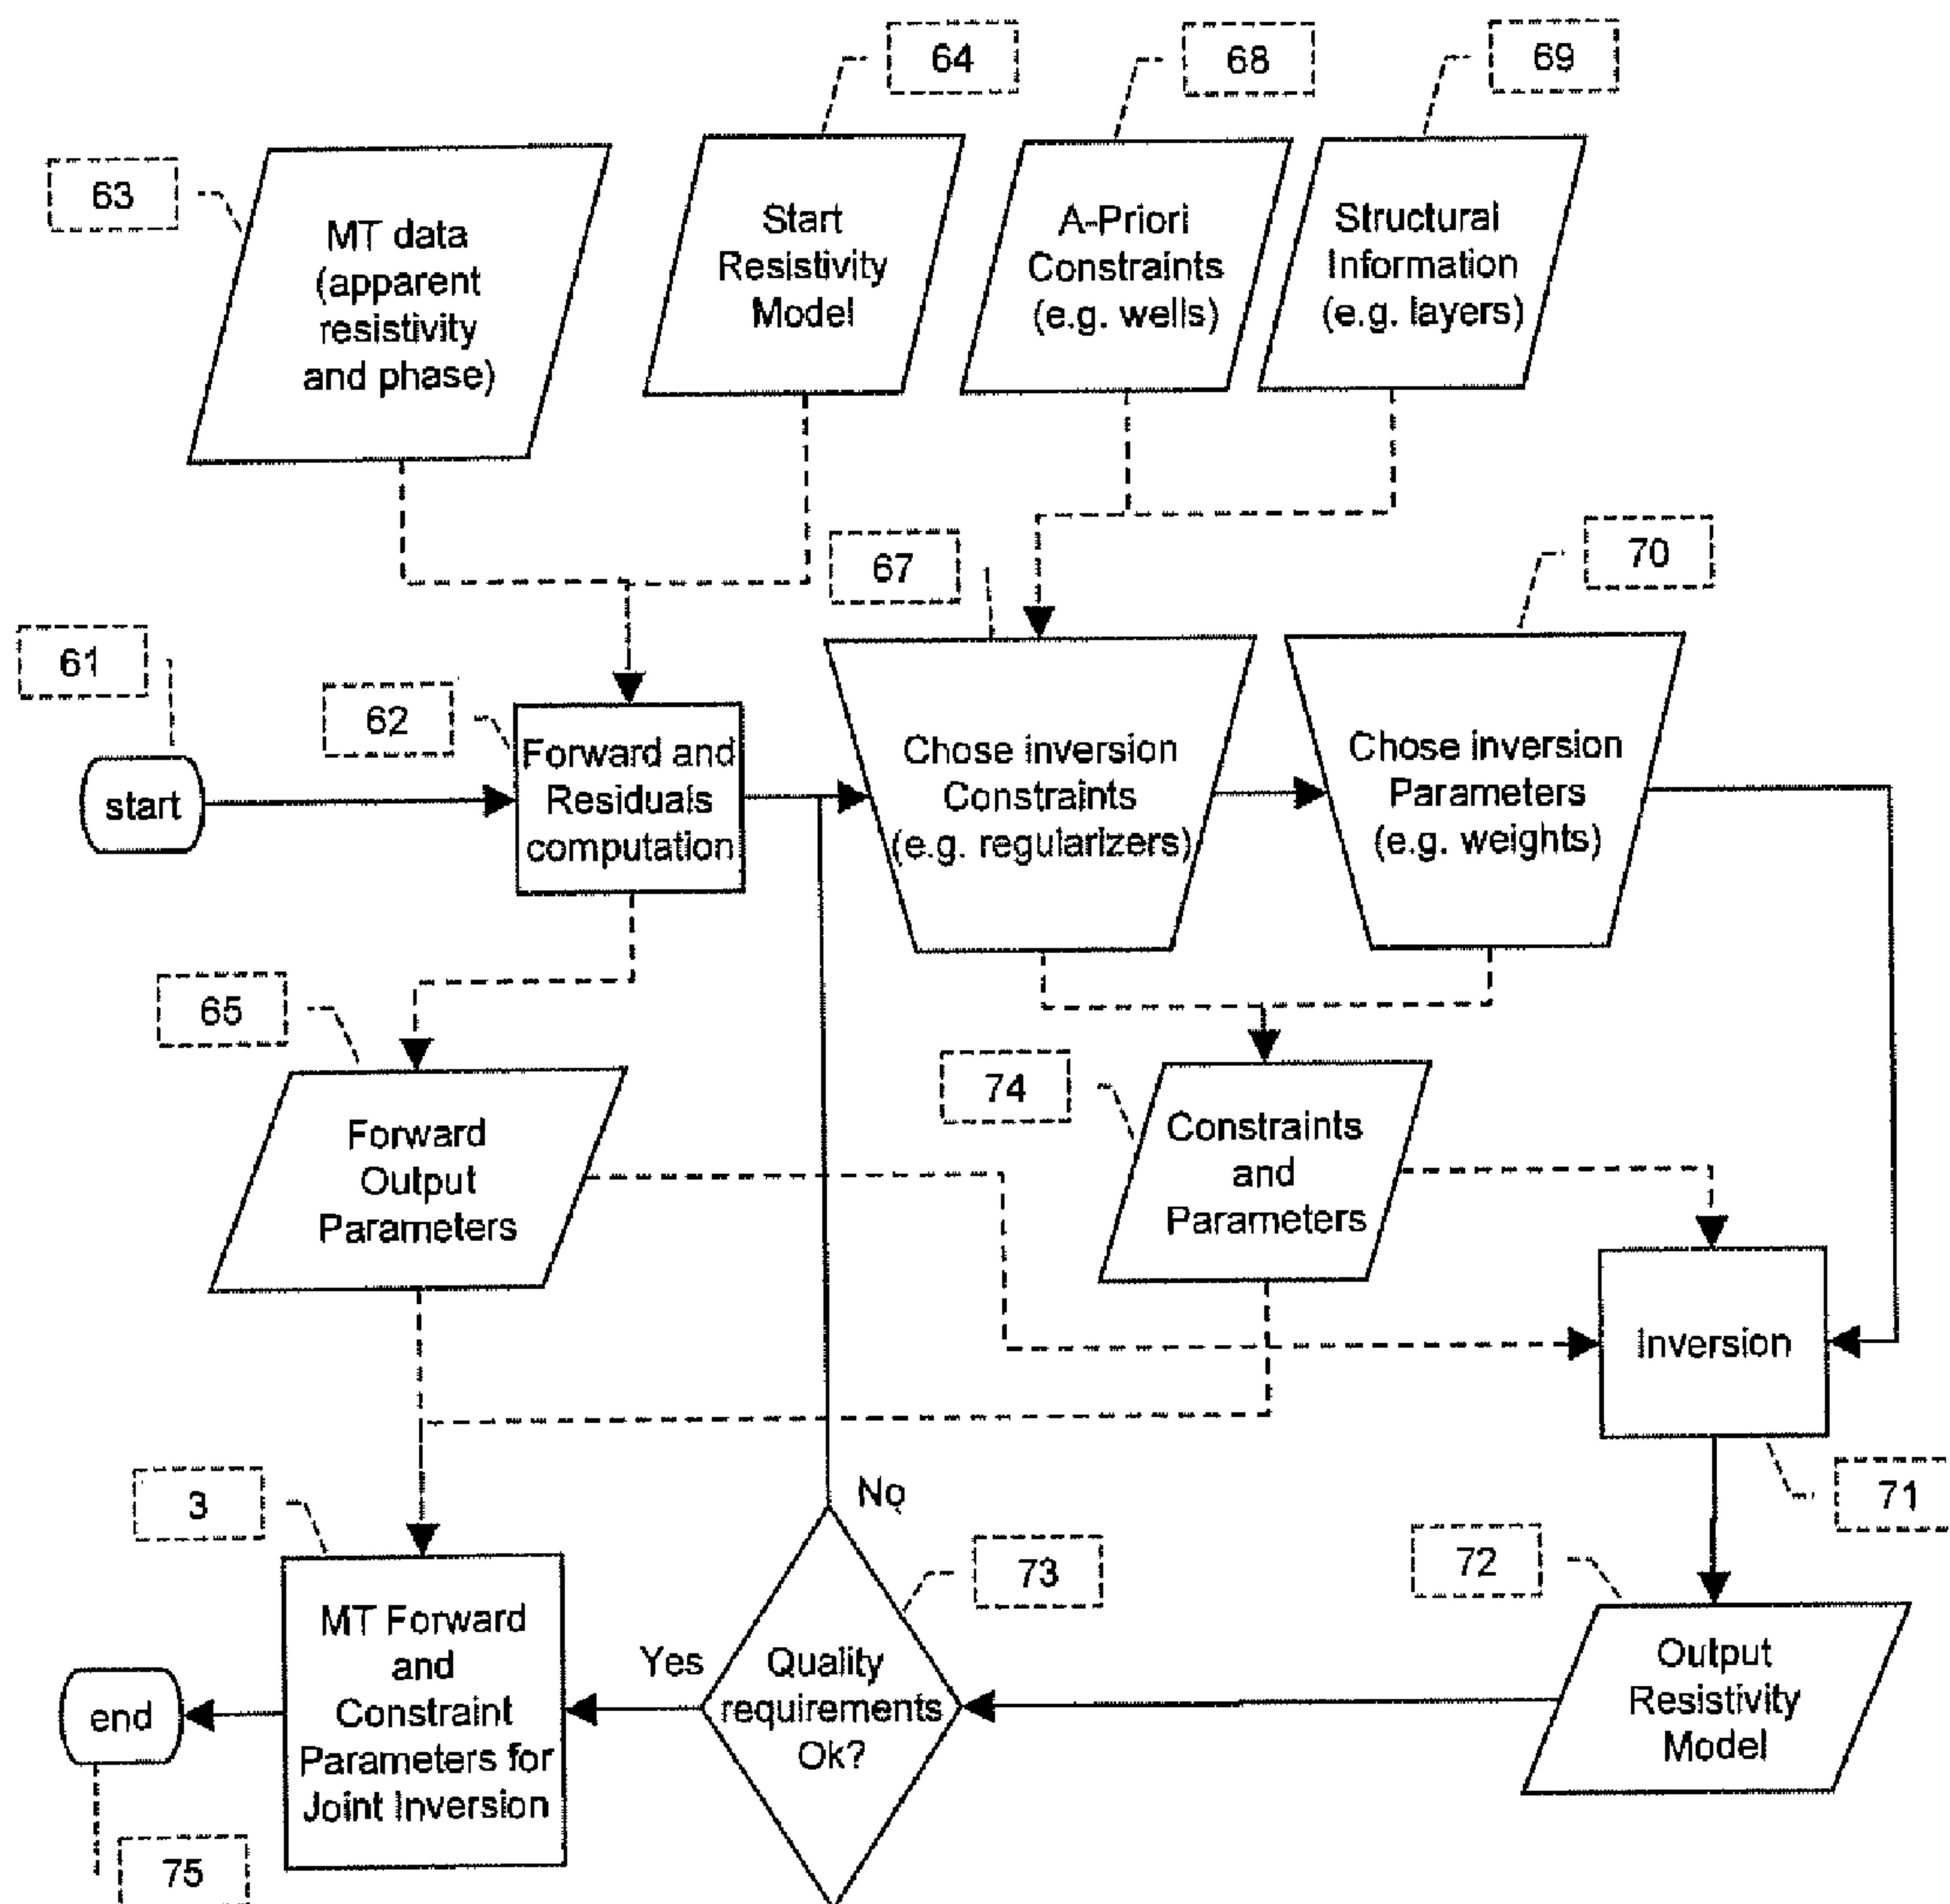 64
68
69
63
MT data
(apparent
resistivity
and phase)
Start
Resistivity
Model
A-Priori
Constraints
(e.g. wells)
Structural
Information
(e.g. layers)
67
70
61
62
start
Forward and
Residuals
computation
Chose inversion
Constraints
(e.g. regularizers)
Chose inversion
Parameters
(e.g. weights)
65
74
Forward
Output
Parameters
Constraints
and
Parameters
Inversion
71
3
No
73
72
MT Forward
and
Constraint
Parameters for
Joint Inversion
Yes
Quality
requirements
Ok?
Output
Resistivity
Model
end
75